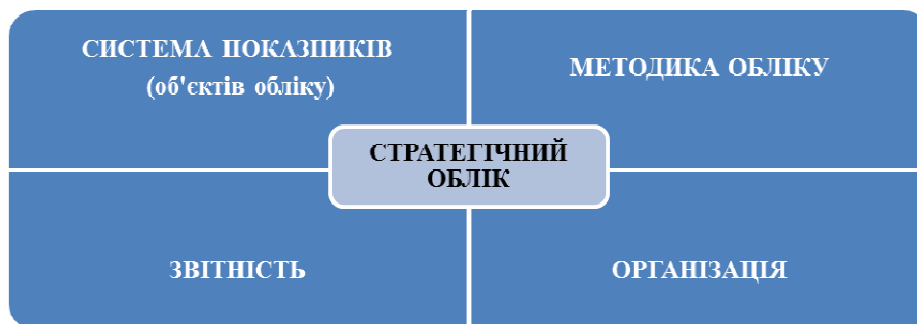 СИСТЕМА ПОКАЗНИКІВ
(об'єктів обліку)
МЕТОДИКА ОБЛІКУ
СТРАТЕГІЧНИЙ
ОБЛІК
ЗВІТНІСТЬ
ОРГАНІЗАЦІЯ